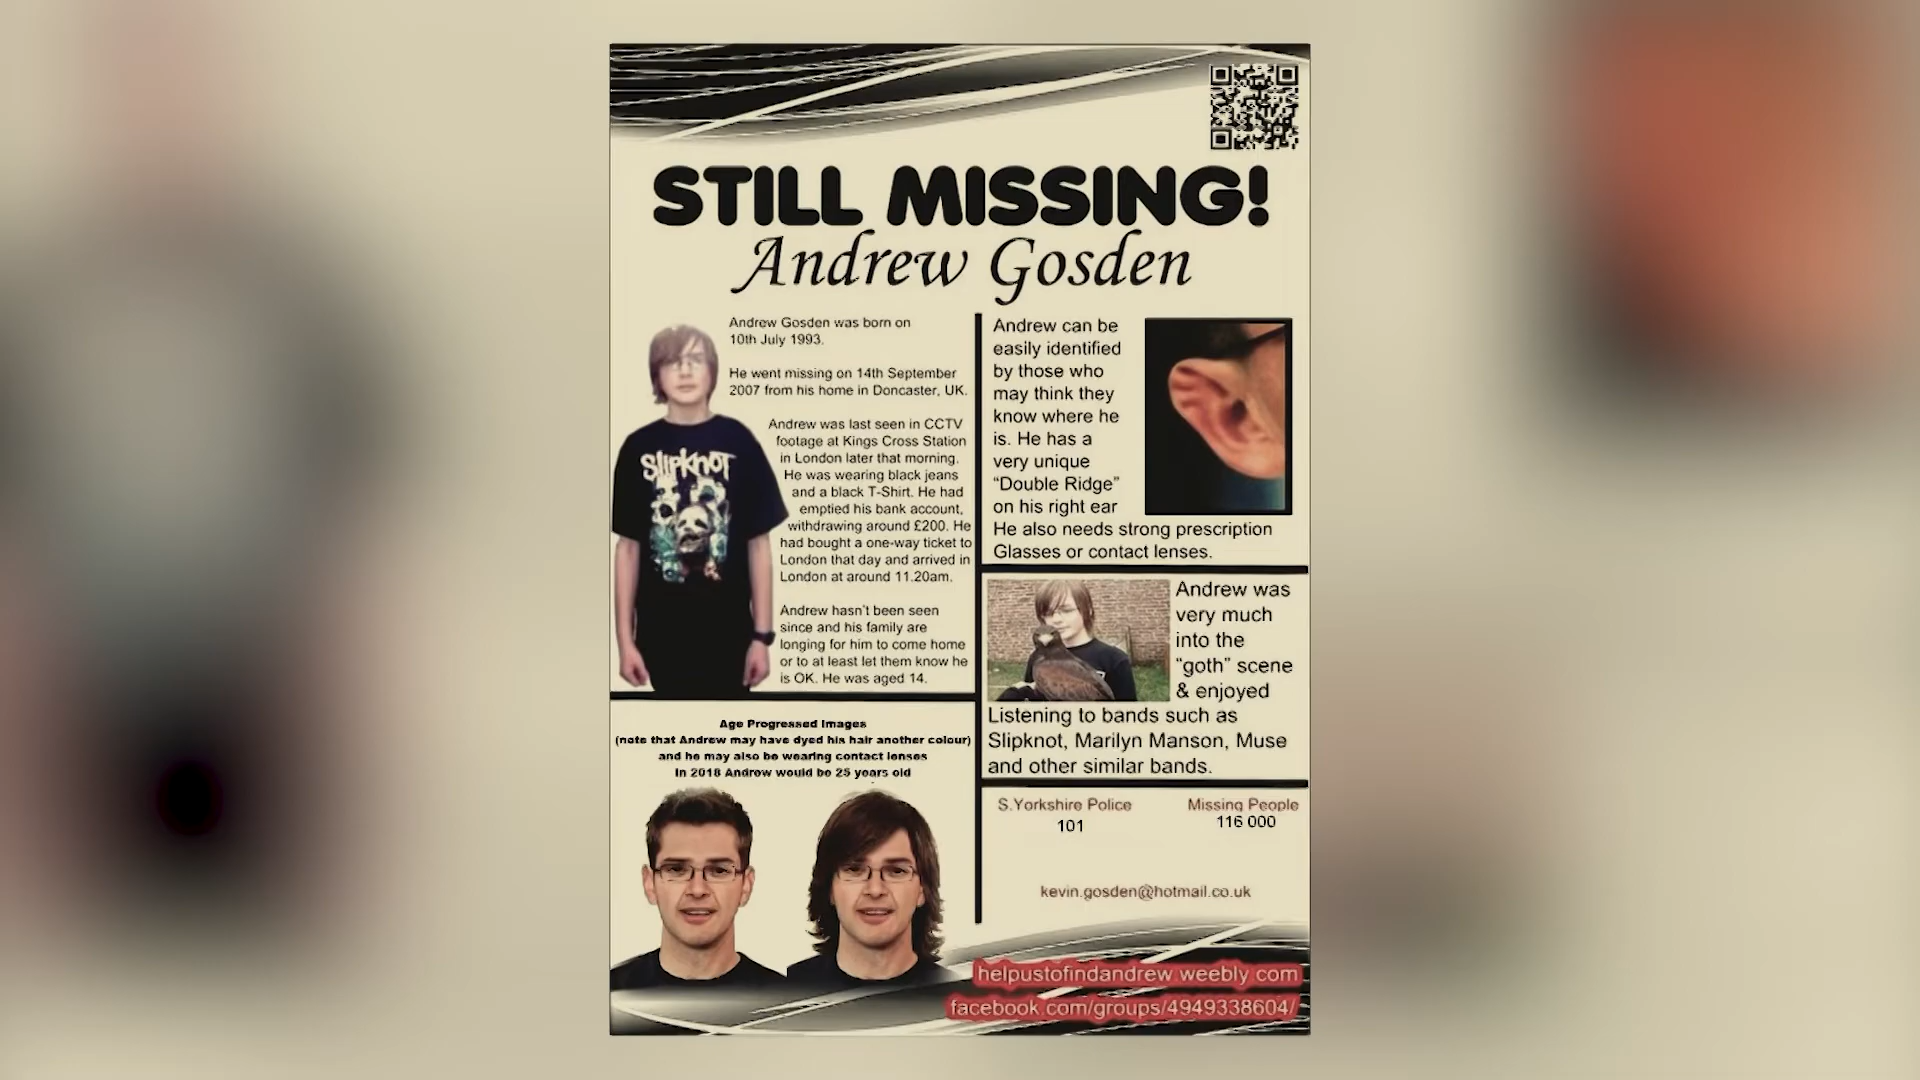 STILL MISSING!
Andrew Gosden
Andrew Gosden was born on
10th July 1993.
He went missing on 14th September
2007 from his home in Doncaster, UK.
Andrew was last seen in CCTV
footage at Kings Cross Station
in London later that morning.
He was wearing black jeans
and a black T-Shirt. He had
emptied his bank account,
withdrawing around £200. He
had bought a one-way ticket to
London that day and arrived in
London at around 11.20am.
Andrew hasn't been seen
since and his family are
longing for him to come home
or to at least let them know he
is OK. He was aged 14.
SLIPKNOT
Age Progressed Images
(note that Andrew may have dyed his hair another colour)
and he may also be wearing contact lenses
In 2018 Andrew would be 25 years old
Andrew can be
easily identified
by those who
may think they
know where he
is. He has a
very unique
“Double Ridge”
on his right ear
He also needs strong prescription
Glasses or contact lenses.
Andrew was
very much
into the
“goth” scene
& enjoyed
Listening to bands such as
Slipknot, Marilyn Manson, Muse
and other similar bands.
S.Yorkshire Police
101
Missing People
116 000
kevin.gosden@hotmail.co.uk
helpustofindandrew.weebly.com
facebook.com/groups/4949338604/